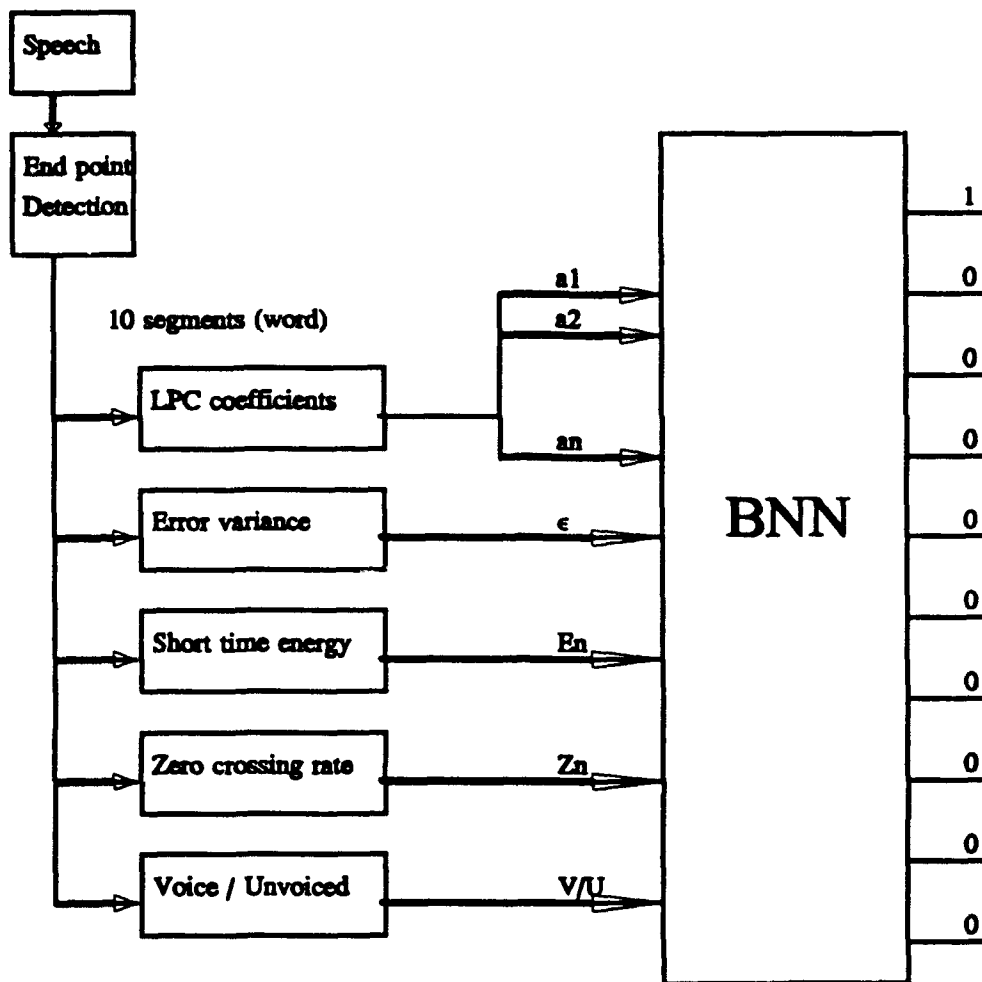 Speech
End point
Detection
10 segments (word)
LPC coefficients
Error variance
Short time energy
Zero crossing rate
Voice / Unvoiced
a1
a2
an
ϵ
En
Zn
V/U
BNN
1
0
0
0
0
0
0
0
0
0